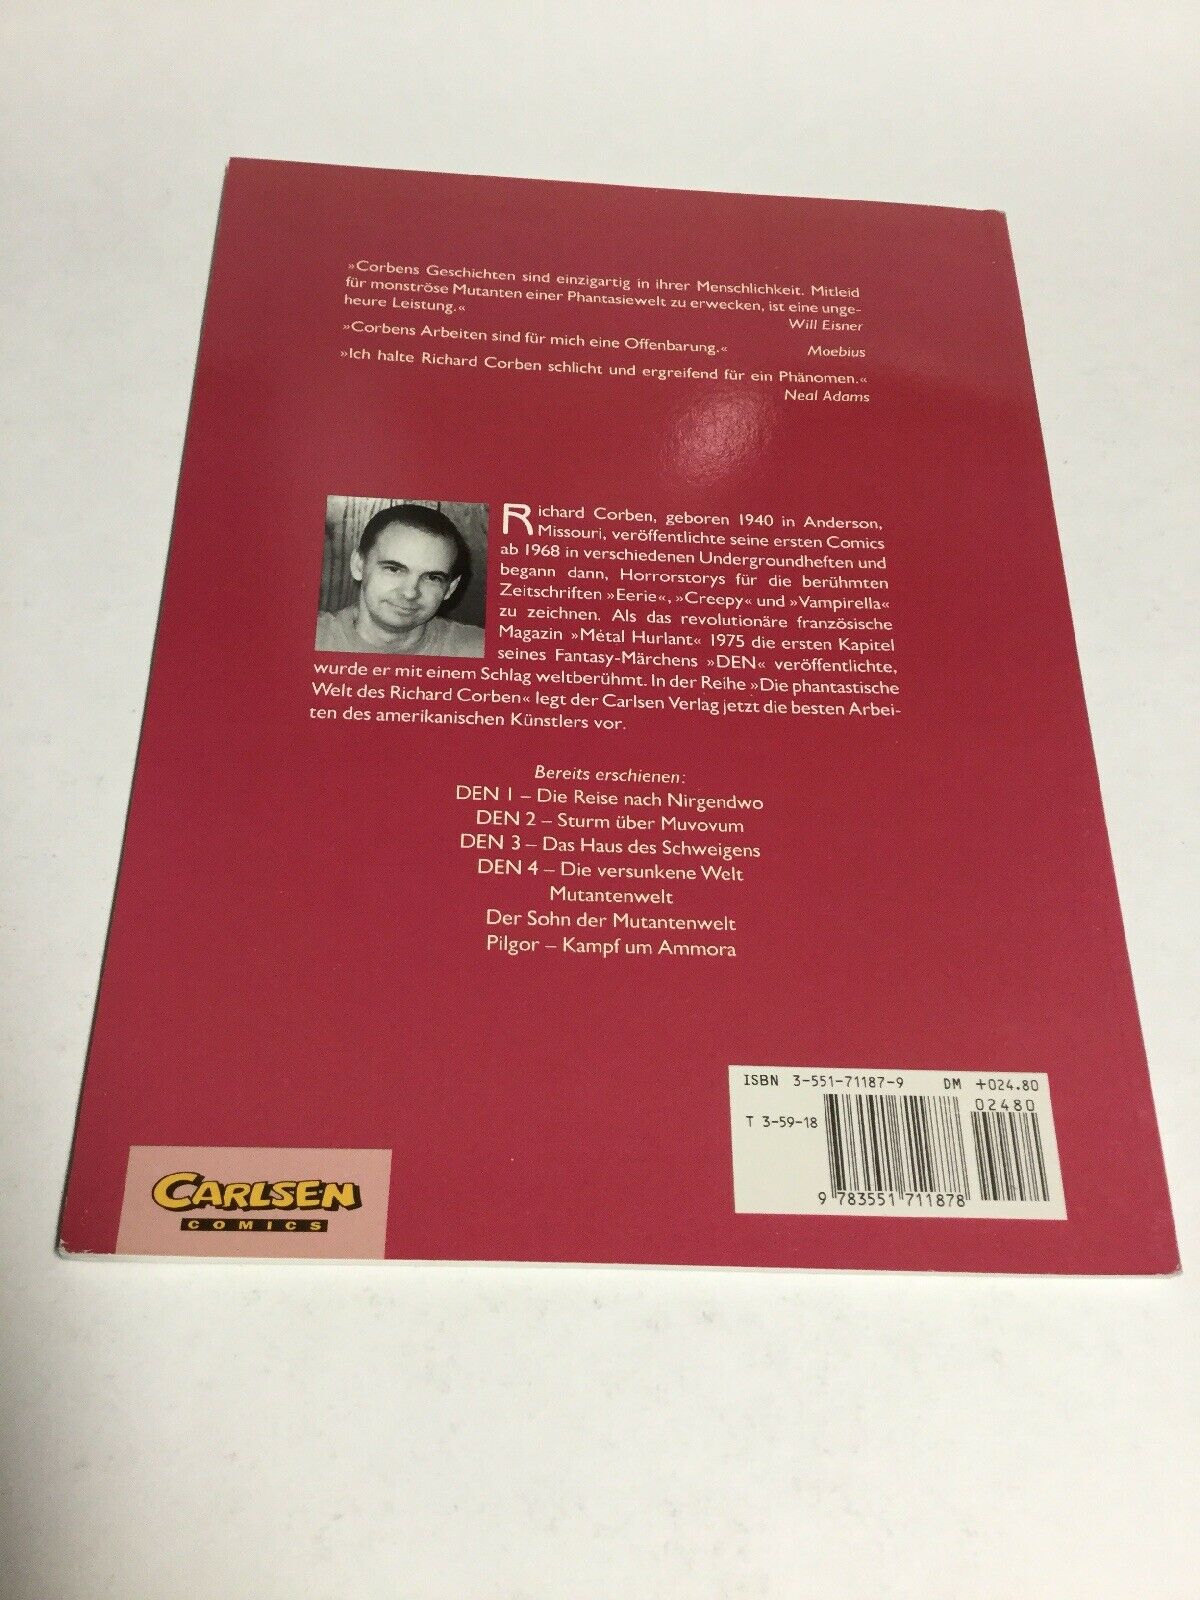 »Corbens Geschichten sind einzigartig in ihrer Menschlichkeit. Mitleid
für monströse Mutanten einer Phantasiewelt zu erwecken, ist eine unge-
heure Leistung.«
Will Eisner
»Corbens Arbeiten sind für mich eine Offenbarung.«
Moebius
»Ich halte Richard Corben schlicht und ergreifend für ein Phänomen.«
Neal Adams
Richard Corben, geboren 1940 in Anderson,
Missouri, veröffentlichte seine ersten Comics
ab 1968 in verschiedenen Undergroundheften und
begann dann, Horrorstorys für die berühmten
Zeitschriften »Eerie«, »Creepy« und »Vampirella«
zu zeichnen. Als das revolutionäre französische
Magazin »Métal Hurlant« 1975 die ersten Kapitel
seines Fantasy-Märchens »DEN« veröffentlichte,
wurde er mit einem Schlag weltberühmt. In der Reihe »Die phantastische
Welt des Richard Corben« legt der Carlsen Verlag jetzt die besten Arbei-
ten des amerikanischen Künstlers vor.
Bereits erschienen:
DEN 1 – Die Reise nach Nirgendwo
DEN 2 – Sturm über Muvovum
DEN 3 – Das Haus des Schweigens
DEN 4 – Die versunkene Welt
Mutantenwelt
Der Sohn der Mutantenwelt
Pilgor – Kampf um Ammora
ISBN 3-551-71187-9 DM +024.80
02480
T 3-59-18
9 783551 711878
CARLSEN
COMICS